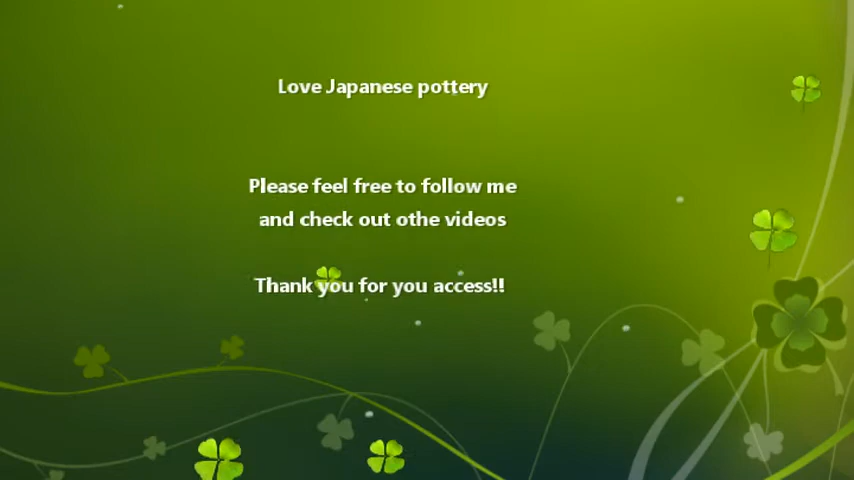 Love Japanese pottery
Please feel free to follow me
and check out othe videos
Thank you for you access!!